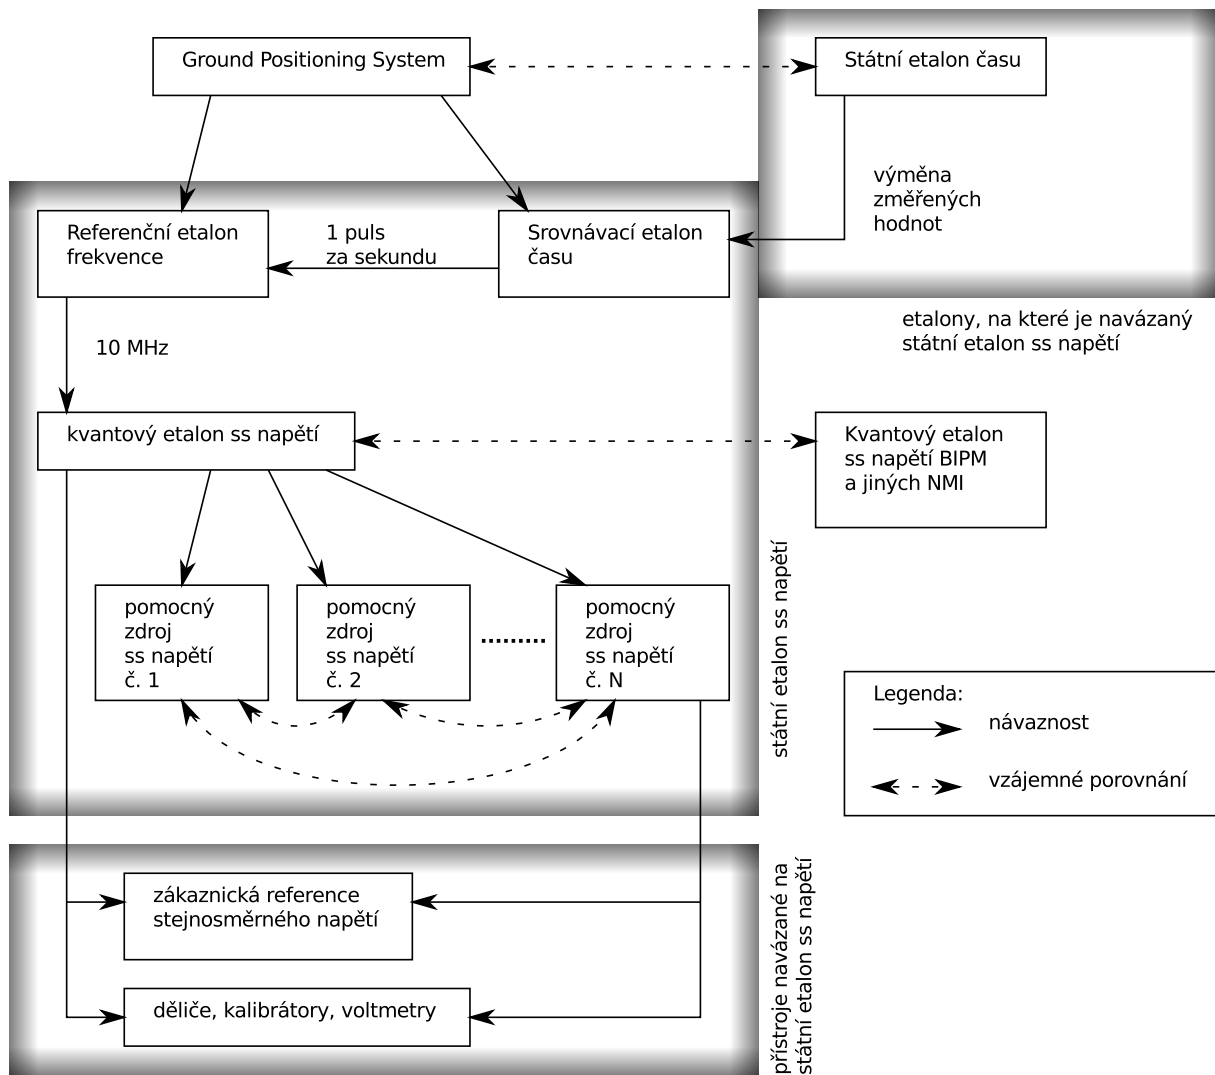 Ground Positioning System
Státní etalon času
výměna
změřených
hodnot
Referenční etalon
frekvence
1 puls
za sekundu
Srovnávací etalon
času
etalony, na které je navázaný
státní etalon ss napětí
10 MHz
kvantový etalon ss napětí
Kvantový etalon
ss napětí BIPM
a jiných NMI
pomocný
zdroj
ss napětí
č. 1
pomocný
zdroj
ss napětí
č. 2
pomocný
zdroj
ss napětí
č. N
státní etalon ss napětí
Legenda:
návaznost
vzájemné porovnání
zákaznická reference
stejnosměrného napětí
děliče, kalibrátory, voltmetry
přístroje navázané na
státní etalon ss napětí